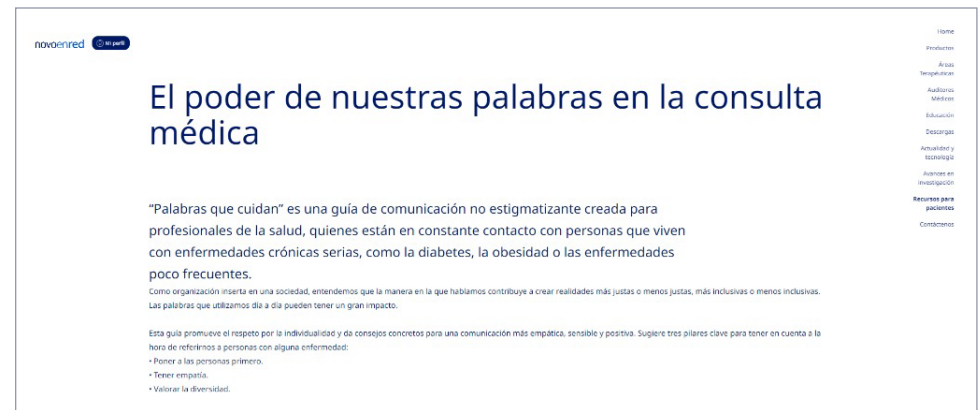 novoenred
Mi perfil
Home
Productos
Áreas
Terapéuticas
Auditores
Médicos
Educación
Descargas
Actualidad y
tecnología
Avances en
investigación
Recursos para
pacientes
Contáctenos
El poder de nuestras palabras en la consulta
médica
“Palabras que cuidan” es una guía de comunicación no estigmatizante creada para
profesionales de la salud, quienes están en constante contacto con personas que viven
con enfermedades crónicas serias, como la diabetes, la obesidad o las enfermedades
poco frecuentes.
Como organización inserta en una sociedad, entendemos que la manera en la que hablamos contribuye a crear realidades más justas o menos justas, más inclusivas o menos inclusivas.
Las palabras que utilizamos día a día pueden tener un gran impacto.
Esta guía promueve el respeto por la individualidad y da consejos concretos para una comunicación más empática, sensible y positiva. Sugiere tres pilares clave para tener en cuenta a la
hora de referirnos a personas con alguna enfermedad:
• Poner a las personas primero.
• Tener empatía.
• Valorar la diversidad.